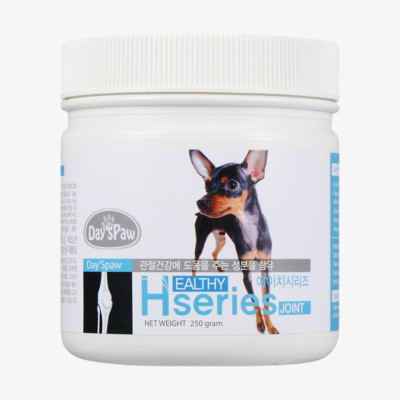 Day'sPaw
Day'Spaw
관절건강에 도움을 주는 성분을 함유
에이치시리즈
HEALTHY
Hseries JOINT
NET WEIGHT 250 gram